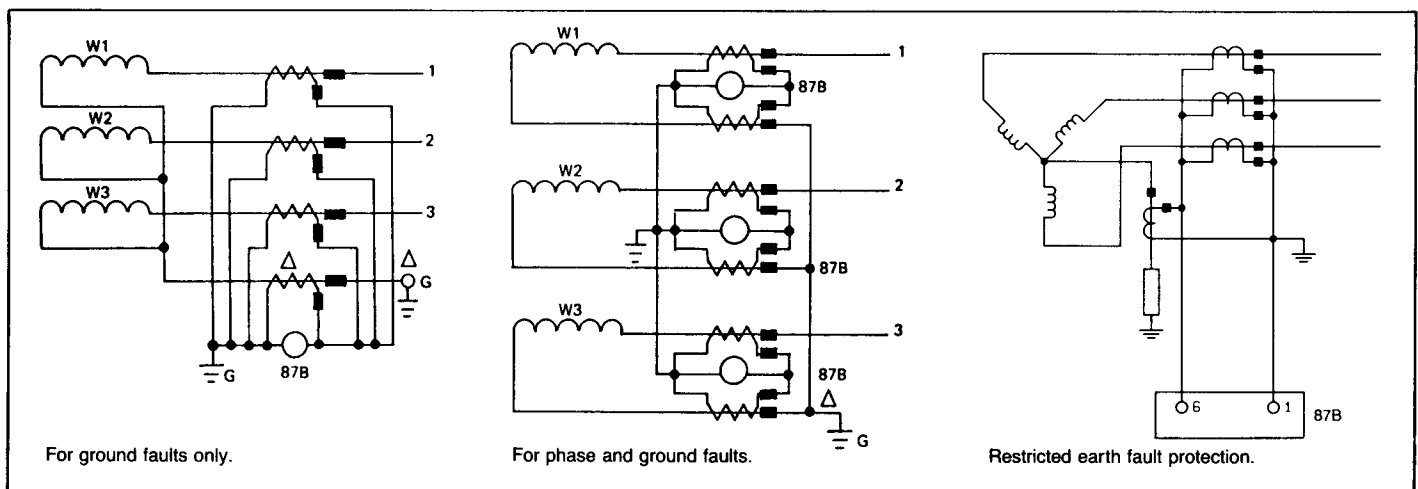 W1
1
W2
2
W3
3
Δ
Δ
G
87B
G
For ground faults only.
W1
1
87B
W2
2
87B
W3
3
87B
Δ
G
For phase and ground faults.
6
1
87B
Restricted earth fault protection.